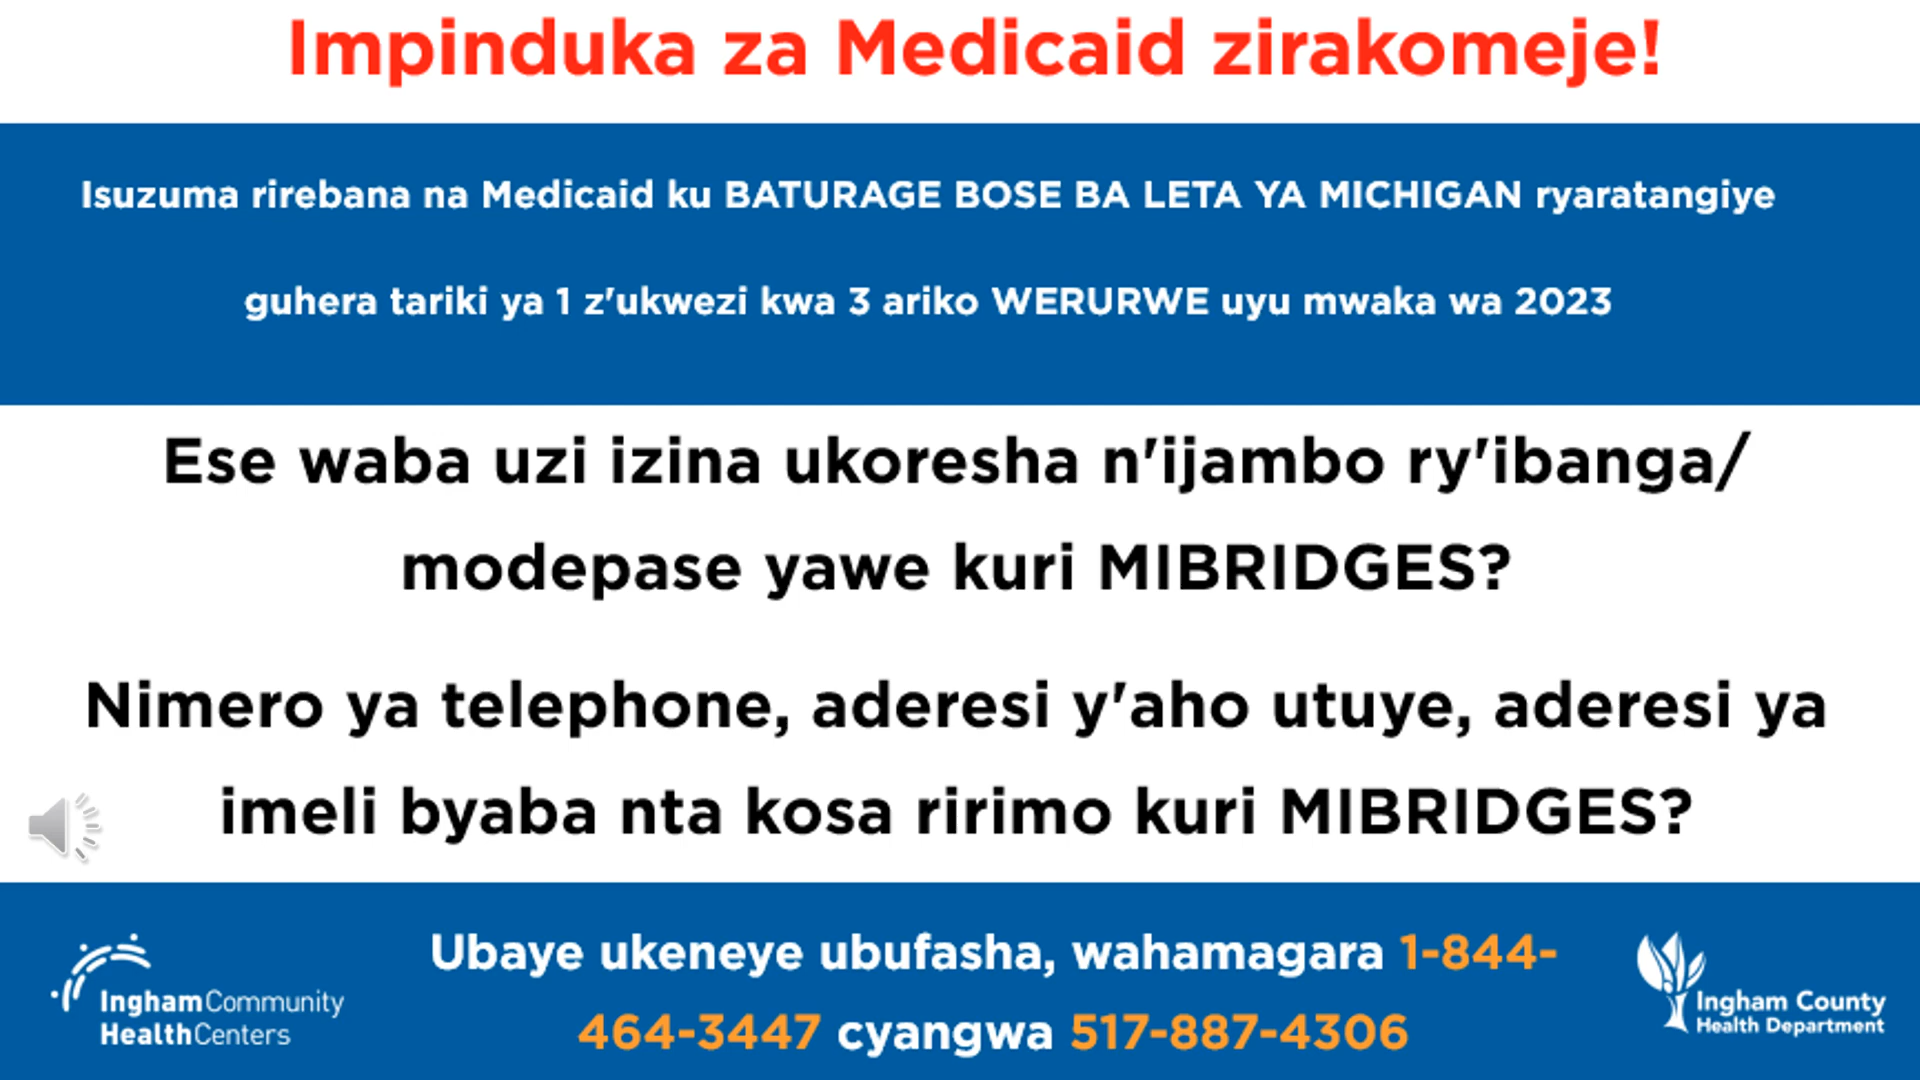 Impinduka za Medicaid zirakomeje!
Isuzuma rirebana na Medicaid ku BATURAGE BOSE BA LETA YA MICHIGAN ryaratangiye
guhera tariki ya 1 z'ukwezi kwa 3 ariko WERURWE uyu mwaka wa 2023
Ese waba uzi izina ukoresha n'ijambo ry'ibanga/
modepase yawe kuri MIBRIDGES?
Nimero ya telephone, aderesi y'aho utuye, aderesi ya
imeli byaba nta kosa ririmo kuri MIBRIDGES?
Ubaye ukeneye ubufasha, wahamagara 1-844-
464-3447 cyangwa 517-887-4306
Ingham Community
HealthCenters
Ingham County
Health Department